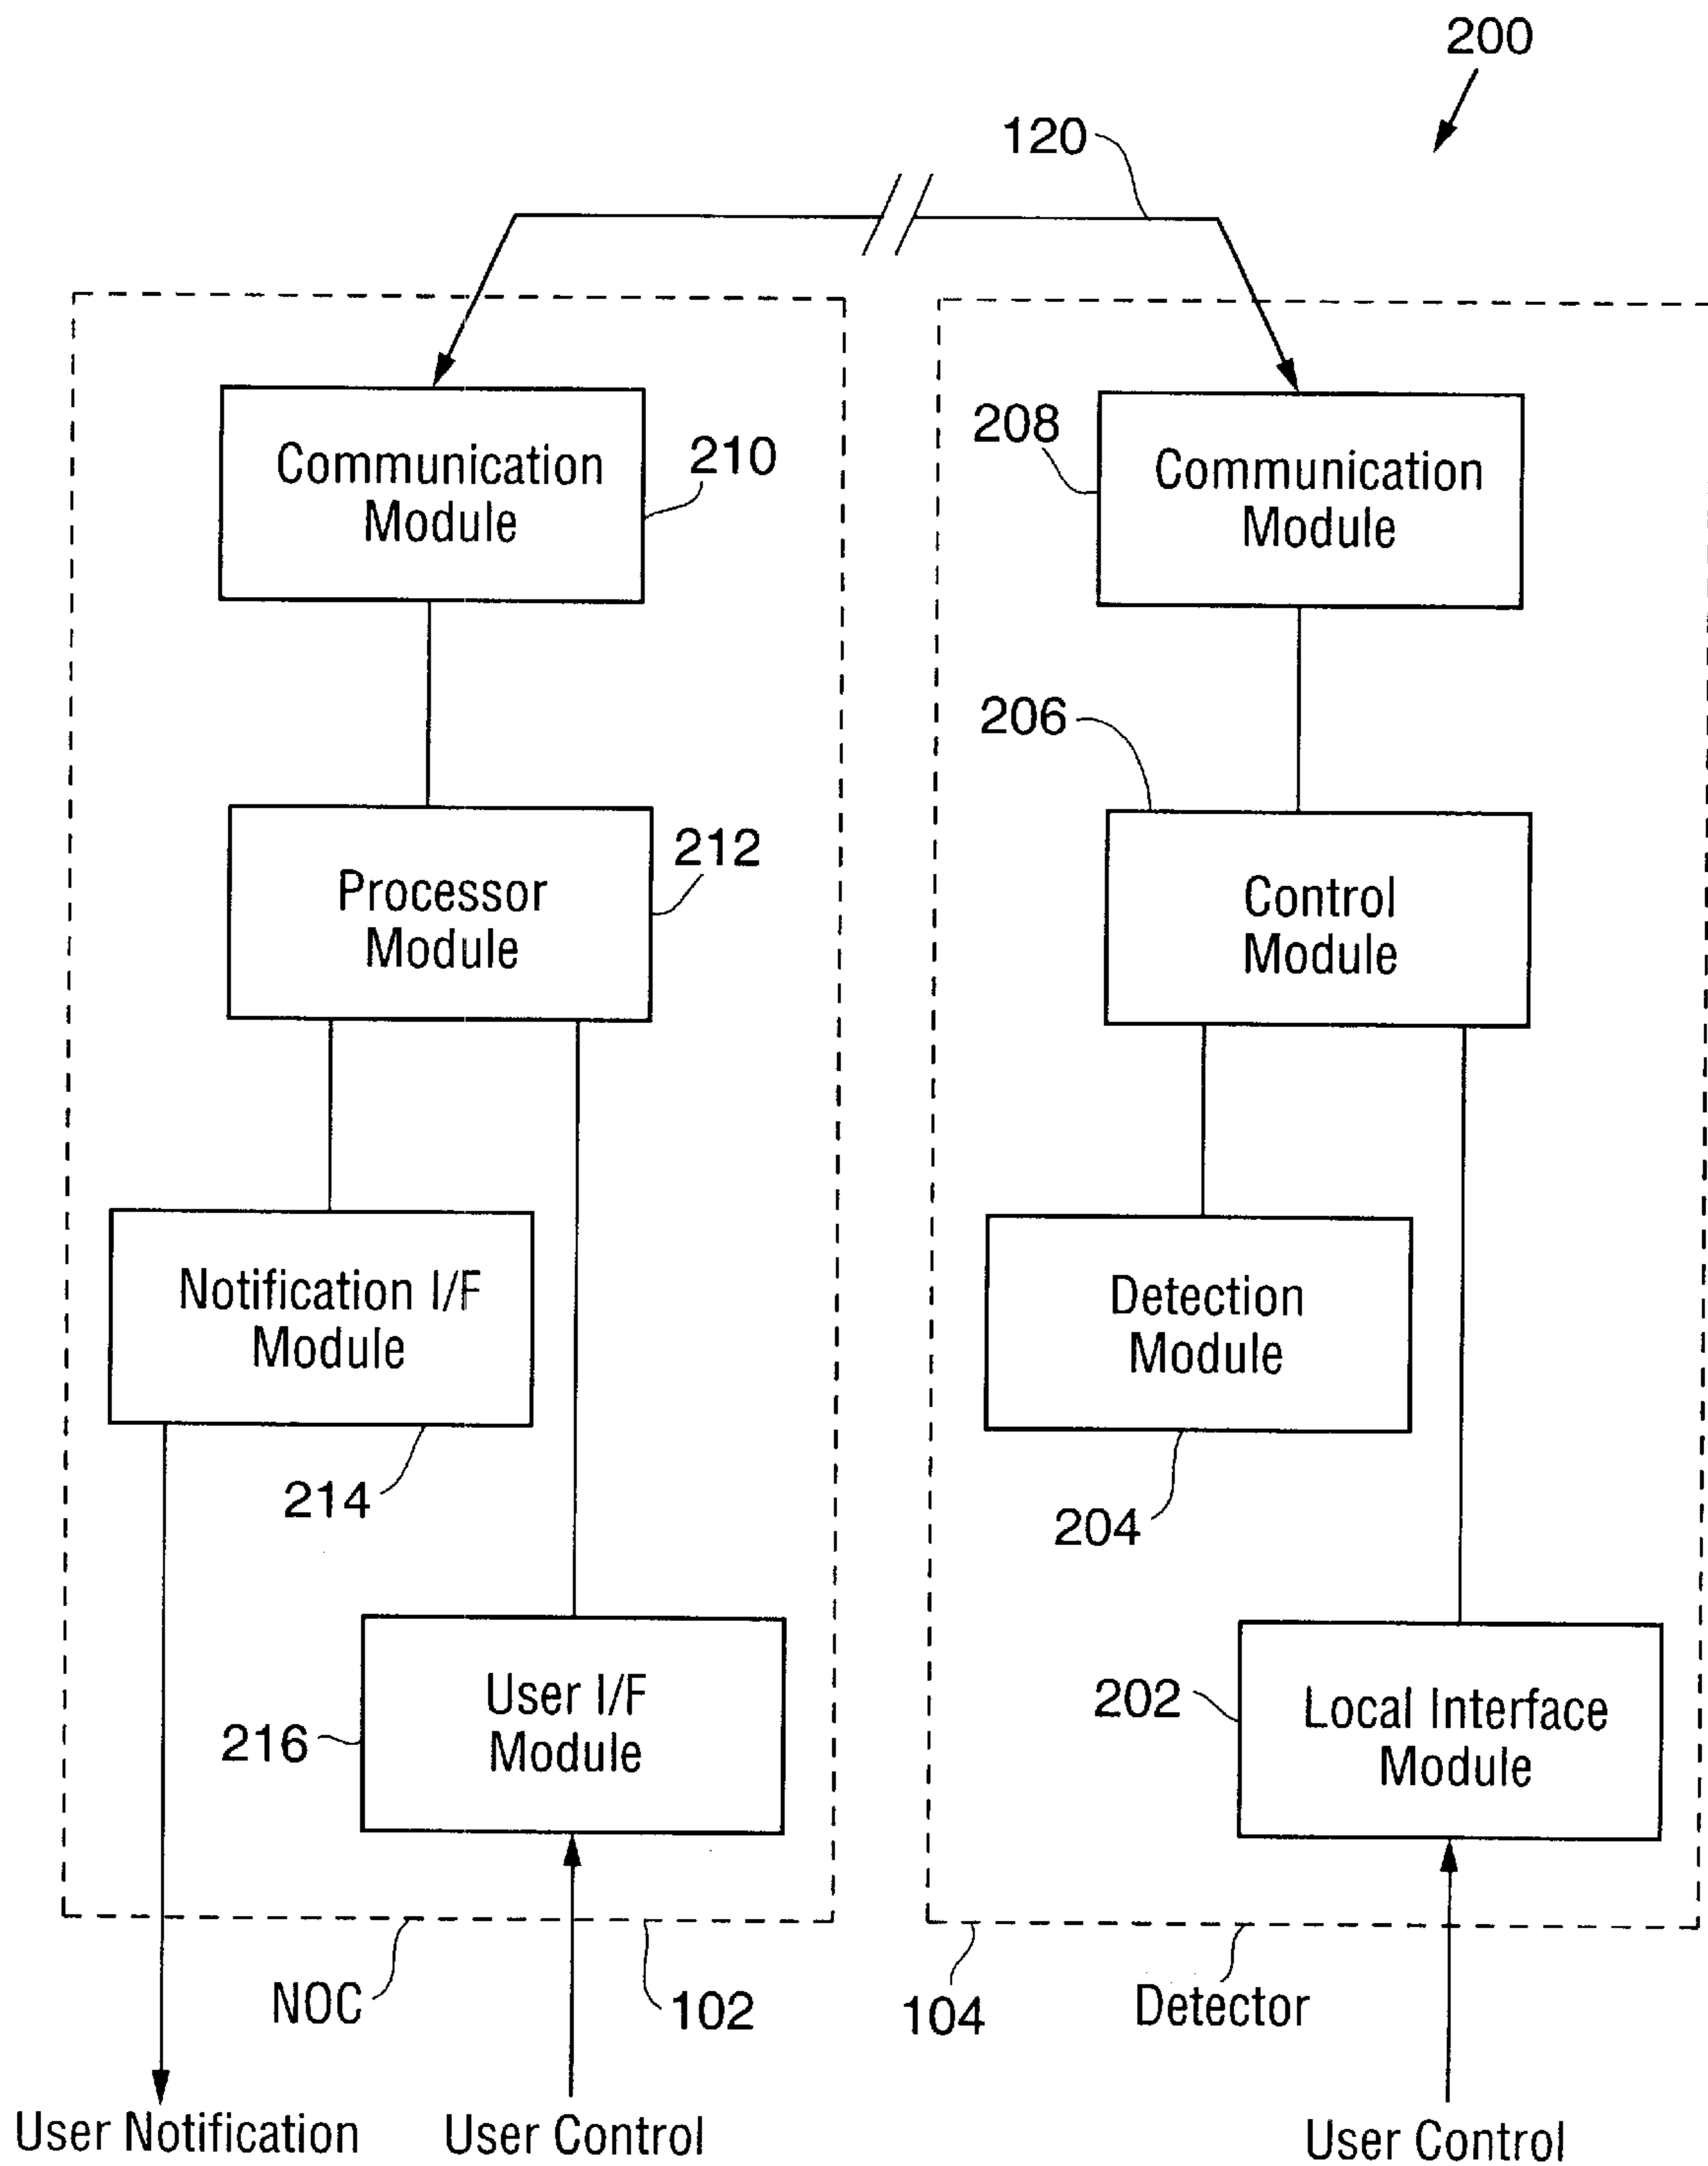 200
120
Communication
Module
210
208
Communication
Module
206
Processor
Module
212
Control
Module
Notification I/F
Module
214
Detection
Module
204
User I/F
Module
216
202
Local Interface
Module
NOC
102
104
Detector
User Notification
User Control
User Control